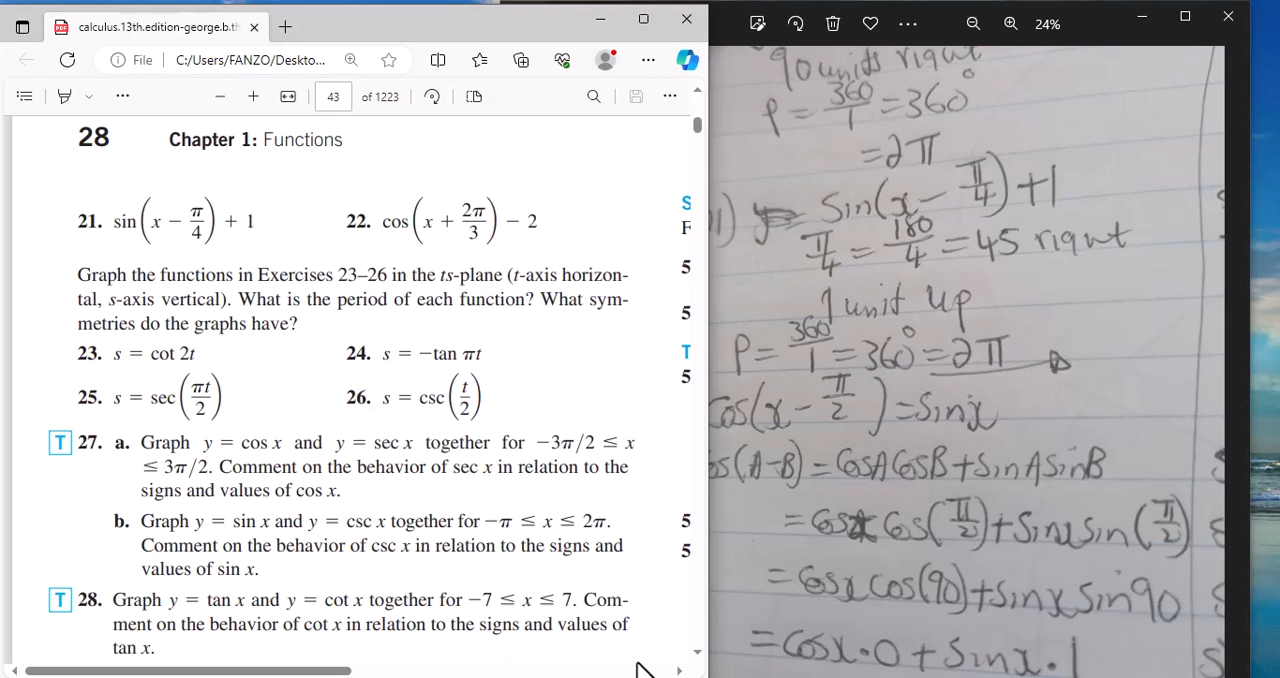 calculus.13th.edition-george.b.th
File
C:/Users/FANZO/Deskto...
43 of 1223
24%
28 Chapter 1: Functions
21. sin(x − π/4) + 1
22. cos(x + 2π/3) − 2
Graph the functions in Exercises 23–26 in the ts-plane (t-axis horizon-
tal, s-axis vertical). What is the period of each function? What sym-
metries do the graphs have?
23. s = cot 2t
24. s = −tan πt
25. s = sec(πt/2)
26. s = csc(t/2)
T 27. a. Graph y = cos x and y = sec x together for −3π/2 ≤ x
≤ 3π/2. Comment on the behavior of sec x in relation to the
signs and values of cos x.
b. Graph y = sin x and y = csc x together for −π ≤ x ≤ 2π.
Comment on the behavior of csc x in relation to the signs and
values of sin x.
T 28. Graph y = tan x and y = cot x together for −7 ≤ x ≤ 7. Com-
ment on the behavior of cot x in relation to the signs and values of
tan x.
S
F
5
5
T
5
5
5
90 units right
P = 360/1 = 360°
= 2π
Sin(x − π/4) + 1
π/4 = 180/4 = 45 right
1 unit up
P = 360/1 = 360° = 2π
cos(x − π/2) = Sinx
os(A−B) = CosACosB + SinASinB
= Cosx Cos(π/2) + Sinx Sin(π/2)
= Cosx Cos(90) + Sinx Sin90
= Cosx·0 + Sinx·1